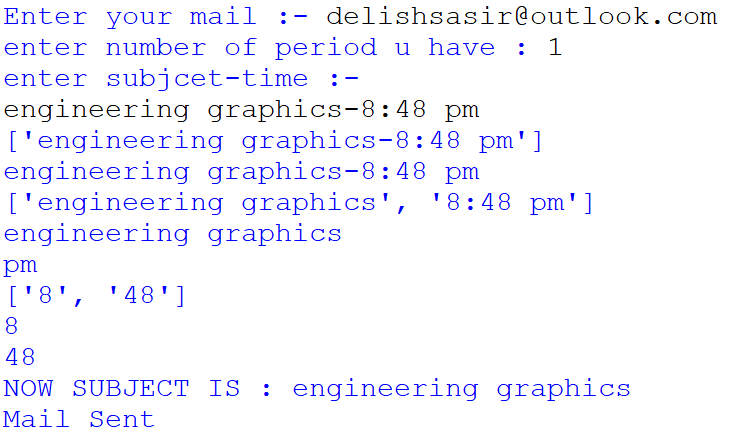 Enter your mail :- delishsasir@outlook.com
enter number of period u have : 1
enter subjcet-time :-
engineering graphics-8:48 pm
['engineering graphics-8:48 pm']
engineering graphics-8:48 pm
['engineering graphics', '8:48 pm']
engineering graphics
pm
['8', '48']
8
48
NOW SUBJECT IS : engineering graphics
Mail Sent